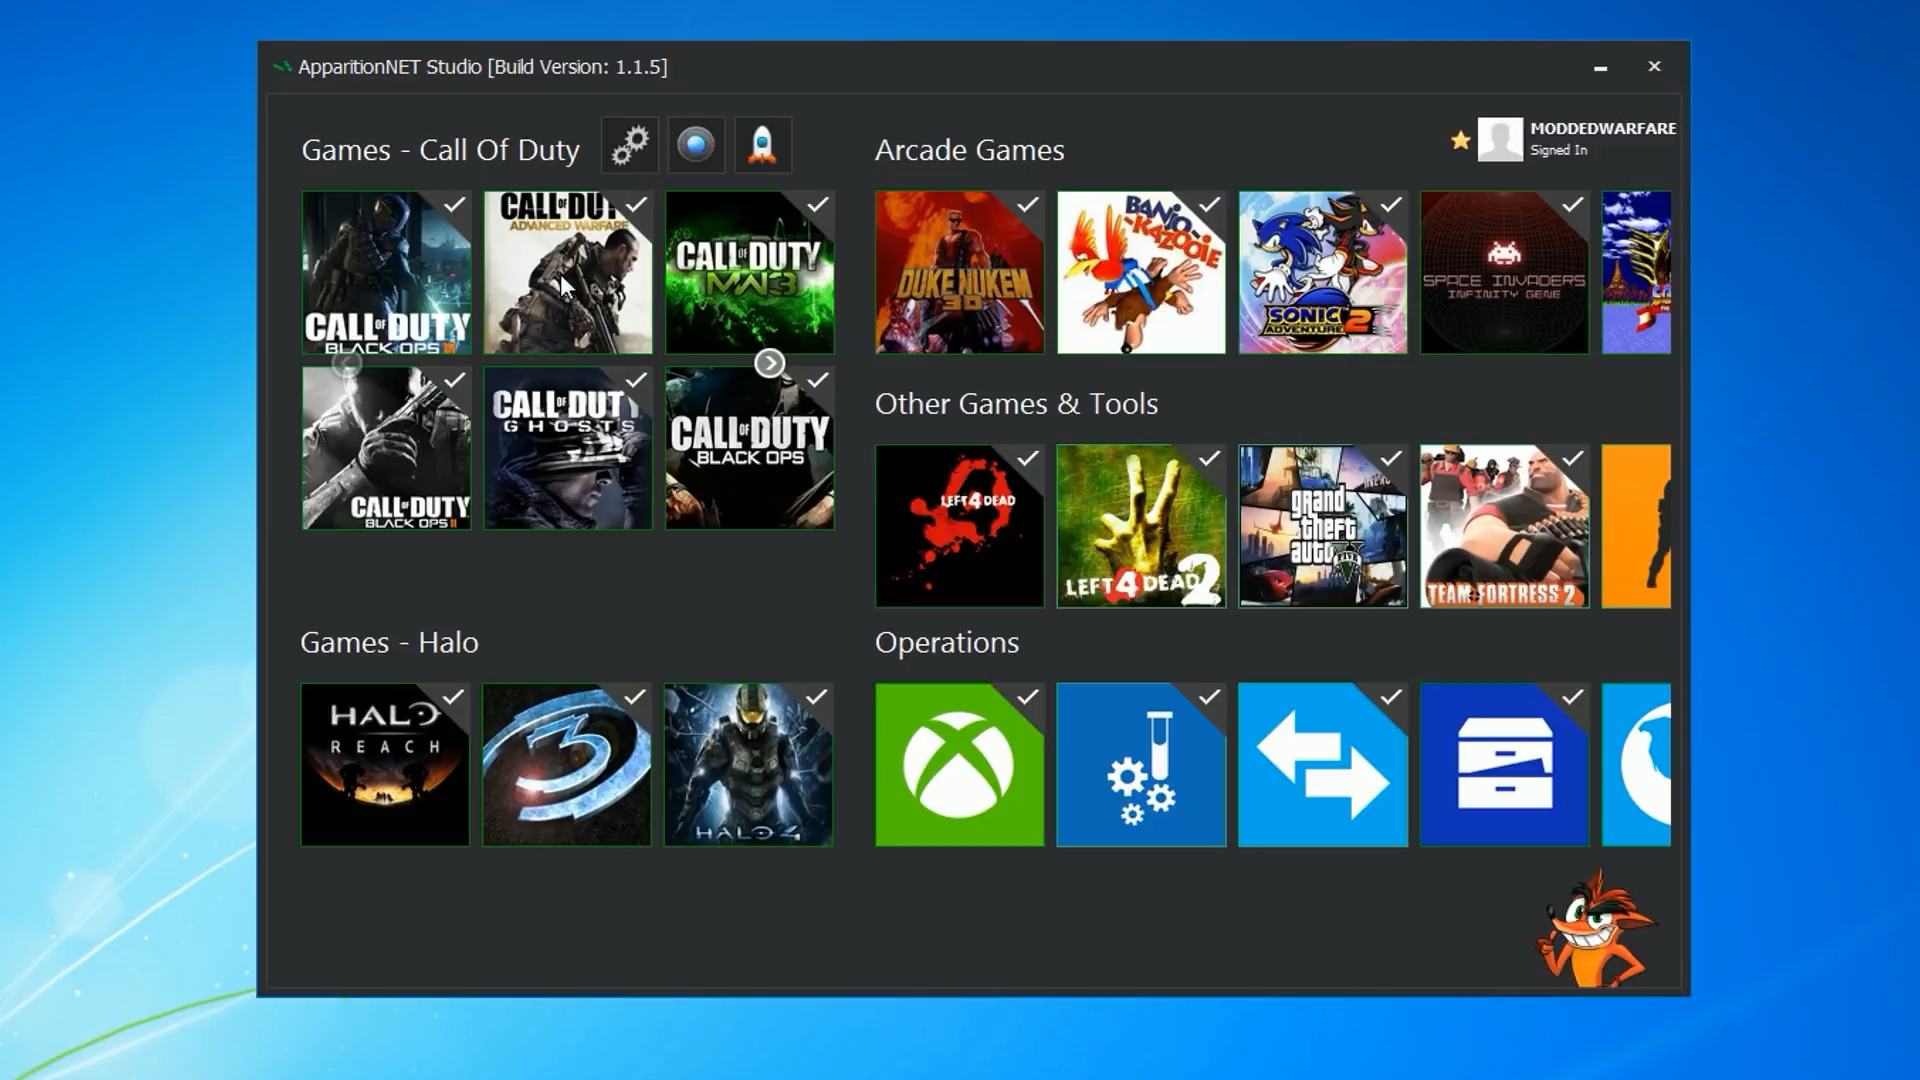 ApparitionNET Studio [Build Version: 1.1.5]
Games - Call Of Duty
Arcade Games
MODDEDWARFARE
Signed In
CALL OF DUTY
BLACK OPS III
CALL OF DUTY
ADVANCED WARFARE
CALL OF DUTY
MW3
DUKE NUKEM
3D
BANJO
-KAZOOIE
SONIC
ADVENTURE 2
SPACE INVADERS
INFINITY GENE
CALL OF DUTY
BLACK OPS II
CALL OF DUTY
GHOSTS
CALL OF DUTY
BLACK OPS
Other Games & Tools
LEFT 4 DEAD
LEFT 4 DEAD 2
grand
theft
auto
V
TEAM FORTRESS 2
Games - Halo
Operations
HALO
REACH
3
HALO 4